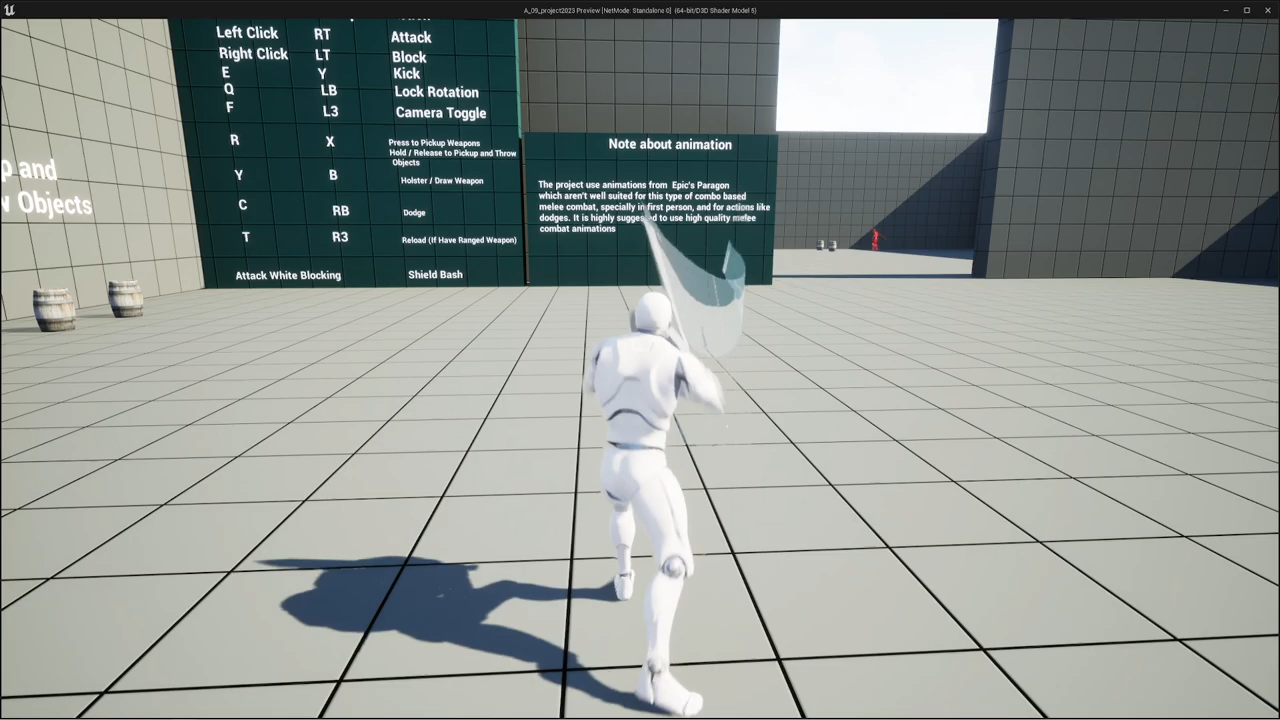 A_09_project2023 Preview [NetMode: Standalone 0] (64-bit/D3D Shader Model 5)
Left Click RT Attack
Right Click LT Block
E Y Kick
Q LB Lock Rotation
F L3 Camera Toggle
R X Press to Pickup Weapons
Hold / Release to Pickup and Throw
Objects
Y B Holster / Draw Weapon
C RB Dodge
T R3 Reload (If Have Ranged Weapon)
Attack White Blocking Shield Bash
and
Objects
Note about animation
The project use animations from Epic's Paragon
which aren't well suited for this type of combo based
melee combat, specially in first person, and for actions like
dodges. It is highly suggested to use high quality melee
combat animations